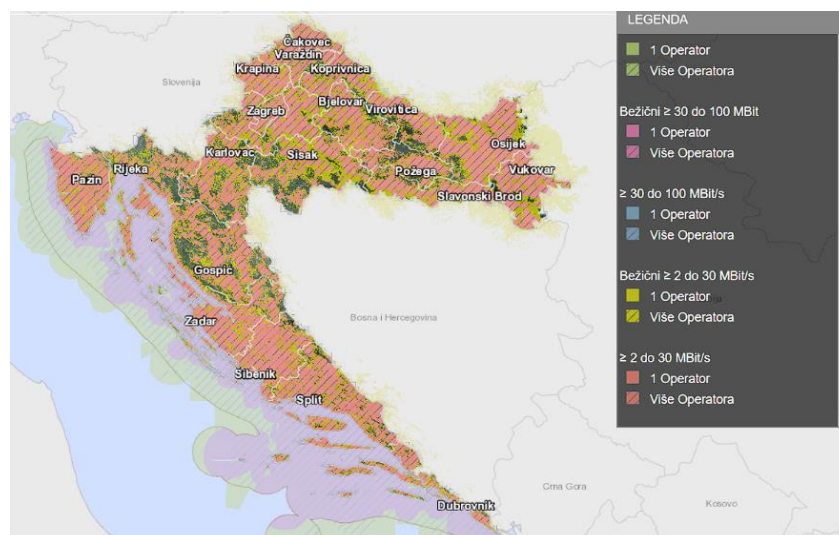 LEGENDA
1 Operator
Više Operatora
Bežični ≥ 30 do 100 MBit
1 Operator
Više Operatora
≥ 30 do 100 MBit/s
1 Operator
Više Operatora
Bežični ≥ 2 do 30 MBit/s
1 Operator
Više Operatora
≥ 2 do 30 MBit/s
1 Operator
Više Operatora
Slovenija
Čakovec
Varaždin
Krapina
Koprivnica
Bjelovar
Virovitica
Zagreb
Osijek
Karlovac
Sisak
Rijeka
Pazin
Požega
Vukovar
Slavonski Brod
Gospic
Zadar
Bosna i Hercegovina
Šibenik
Split
Dubrovnik
Crna Gora
Kosovo